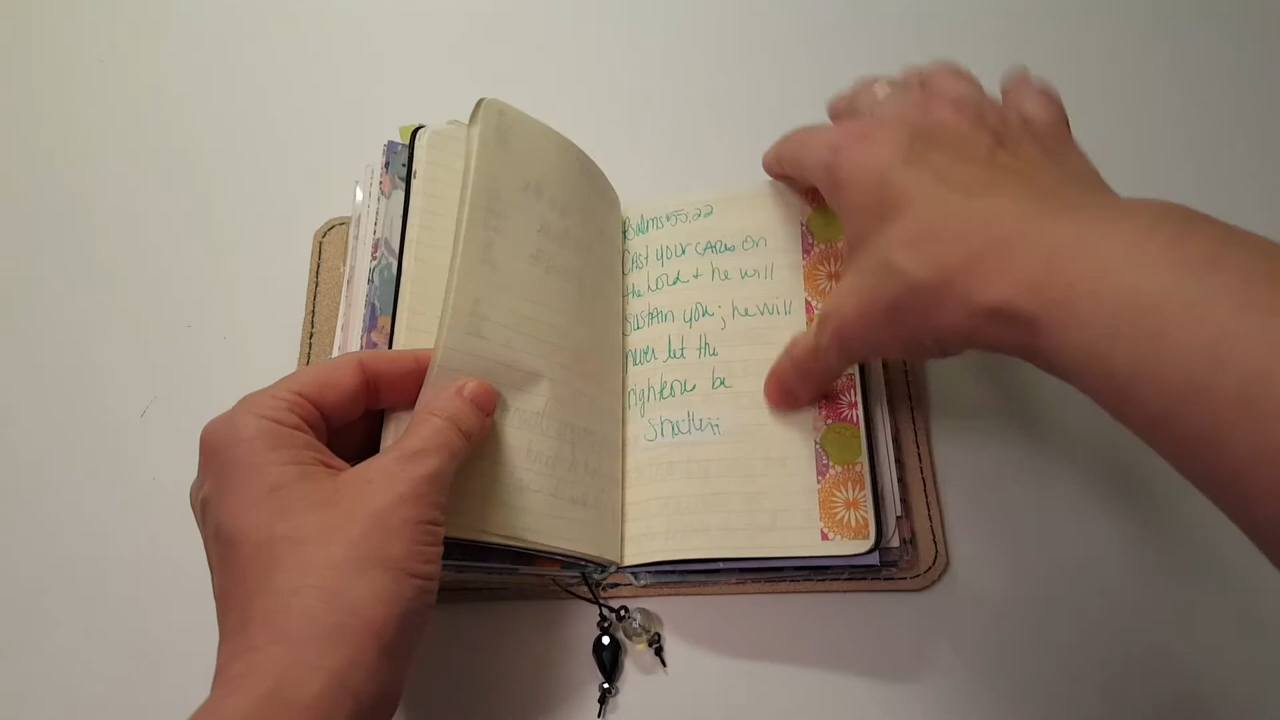 Psalms 55:22
Cast your cares on
the Lord + he will
sustain you; he will
never let the
righteous be